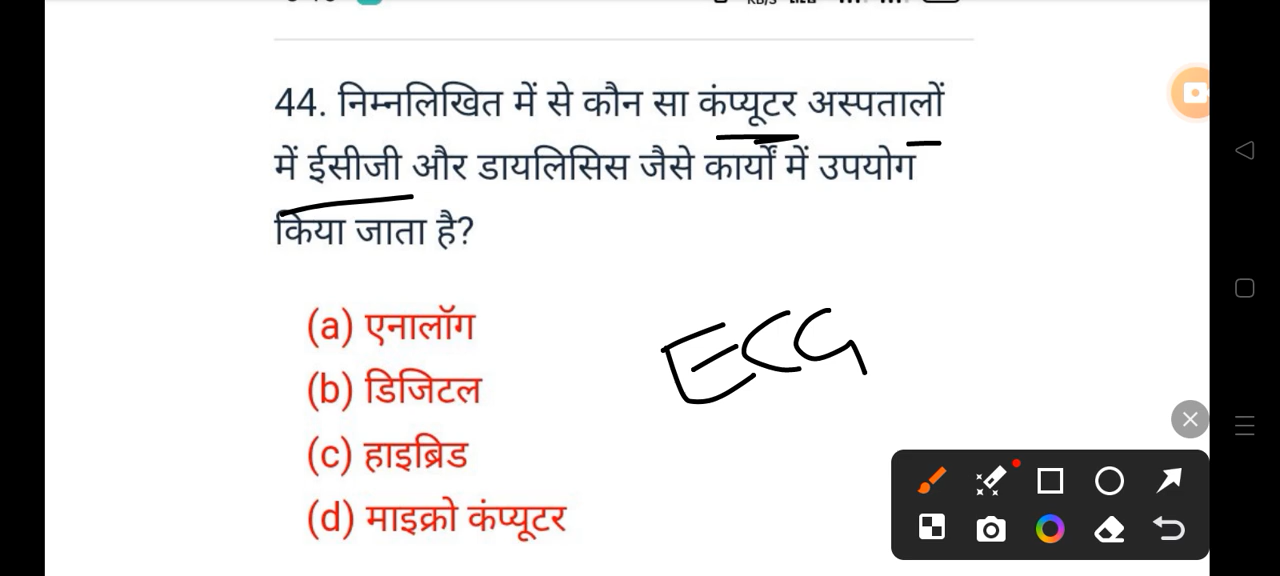 44. निम्नलिखित में से कौन सा कंप्यूटर अस्पतालों
में ईसीजी और डायलिसिस जैसे कार्यों में उपयोग
किया जाता है?
(a) एनालॉग
(b) डिजिटल
(c) हाइब्रिड
(d) माइक्रो कंप्यूटर
ECG